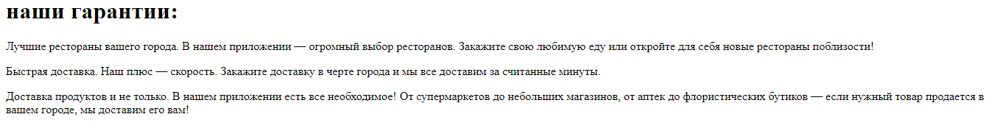 наши гарантии:
Лучшие рестораны вашего города. В нашем приложении — огромный выбор ресторанов. Закажите свою любимую еду или откройте для себя новые рестораны поблизости!
Быстрая доставка. Наш плюс — скорость. Закажите доставку в черте города и мы все доставим за считанные минуты.
Доставка продуктов и не только. В нашем приложении есть все необходимое! От супермаркетов до небольших магазинов, от аптек до флористических бутиков — если нужный товар продается в
вашем городе, мы доставим его вам!